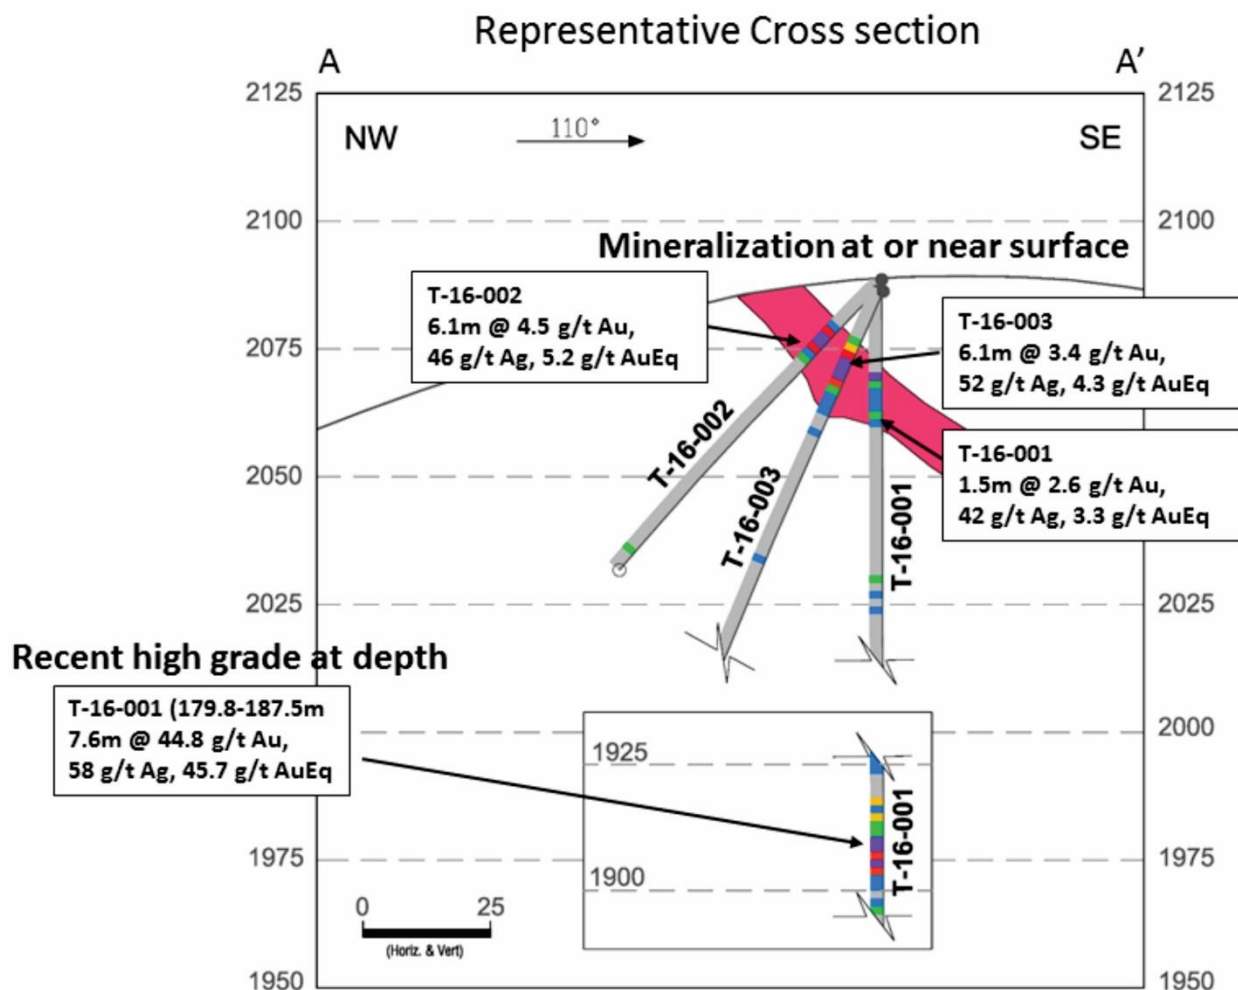 Representative Cross section
A A'
2125 2125
NW 110° SE
2100 2100
Mineralization at or near surface
T-16-002
6.1m @ 4.5 g/t Au,
46 g/t Ag, 5.2 g/t AuEq
T-16-003
6.1m @ 3.4 g/t Au,
52 g/t Ag, 4.3 g/t AuEq
2075 2075
T-16-001
1.5m @ 2.6 g/t Au,
42 g/t Ag, 3.3 g/t AuEq
T-16-002
T-16-003
T-16-001
2050 2050
2025 2025
Recent high grade at depth
T-16-001 (179.8-187.5m
7.6m @ 44.8 g/t Au,
58 g/t Ag, 45.7 g/t AuEq
2000 2000
1925
T-16-001
1975 1975
1900
0 25
(Horiz. & Vert)
1950 1950